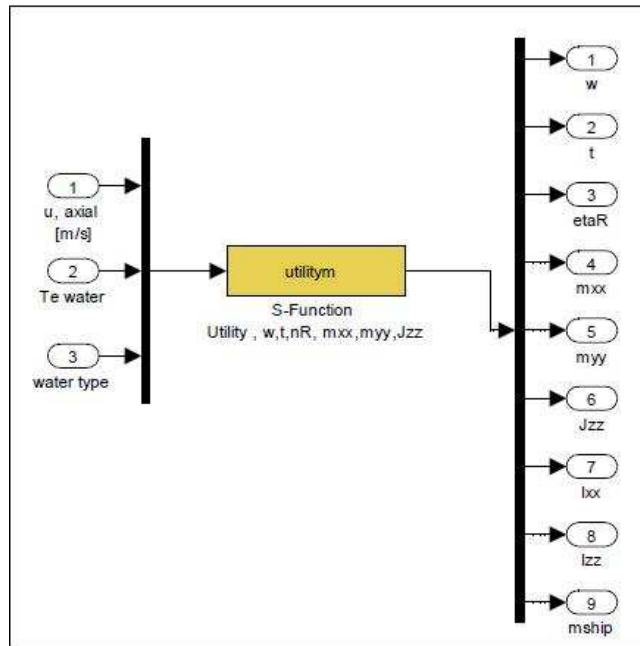 1
u, axial
[m/s]
2
Te water
3
water type
utilitym
S-Function
Utility , w,t,nR, mxx,myy,Jzz
1
w
2
t
3
etaR
4
mxx
5
myy
6
Jzz
7
Ixx
8
Izz
9
mship